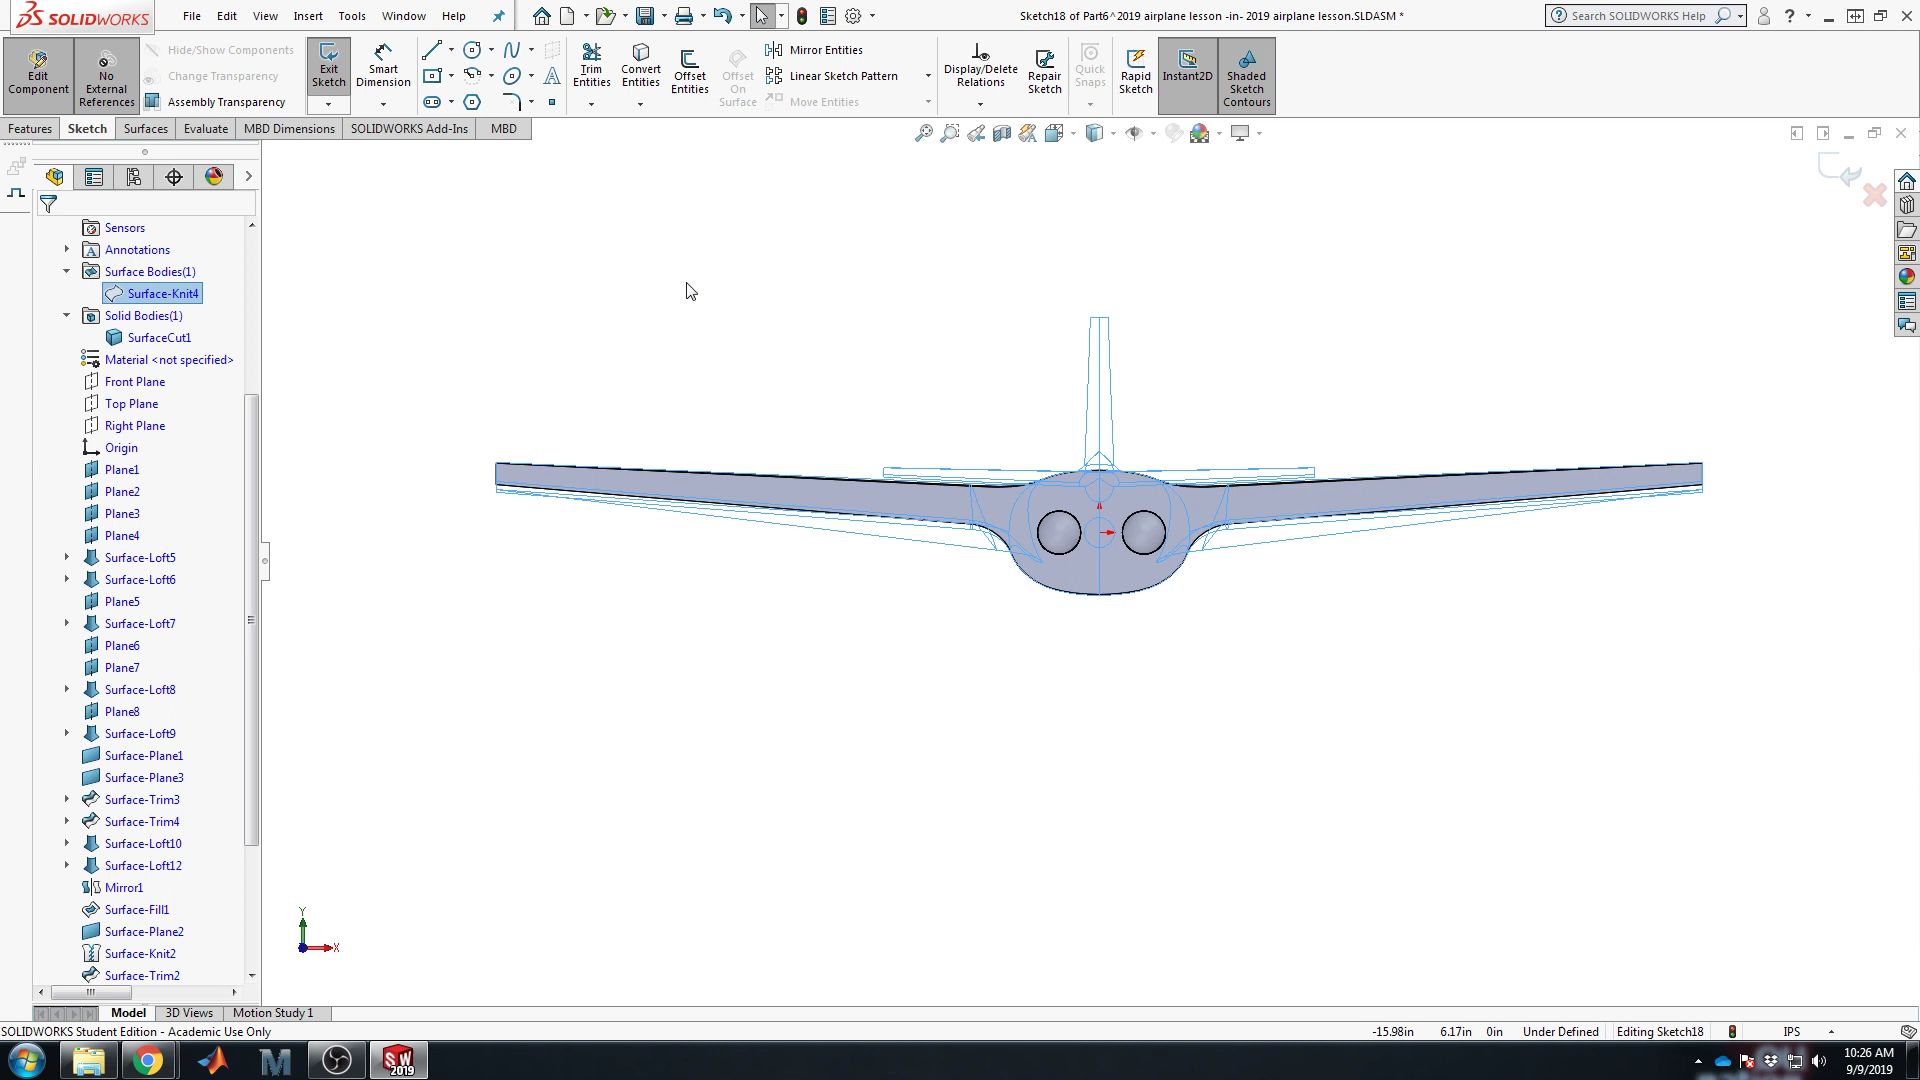 SOLIDWORKS
File Edit View Insert Tools Window Help
Sketch18 of Part6^2019 airplane lesson -in- 2019 airplane lesson.SLDASM *
Search SOLIDWORKS Help
Edit Component
No External References
Hide/Show Components
Change Transparency
Assembly Transparency
Exit Sketch
Smart Dimension
Trim Entities
Convert Entities
Offset Entities
Offset On Surface
Mirror Entities
Linear Sketch Pattern
Move Entities
Display/Delete Relations
Repair Sketch
Quick Snaps
Rapid Sketch
Instant2D
Shaded Sketch Contours
Features Sketch Surfaces Evaluate MBD Dimensions SOLIDWORKS Add-Ins MBD
Sensors
Annotations
Surface Bodies(1)
Surface-Knit4
Solid Bodies(1)
SurfaceCut1
Material <not specified>
Front Plane
Top Plane
Right Plane
Origin
Plane1
Plane2
Plane3
Plane4
Surface-Loft5
Surface-Loft6
Plane5
Surface-Loft7
Plane6
Plane7
Surface-Loft8
Plane8
Surface-Loft9
Surface-Plane1
Surface-Plane3
Surface-Trim3
Surface-Trim4
Surface-Loft10
Surface-Loft12
Mirror1
Surface-Fill1
Surface-Plane2
Surface-Knit2
Surface-Trim2
Y
X
Model 3D Views Motion Study 1
SOLIDWORKS Student Edition - Academic Use Only
-15.98in 6.17in 0in Under Defined Editing Sketch18 IPS
SW 2019
10:26 AM
9/9/2019